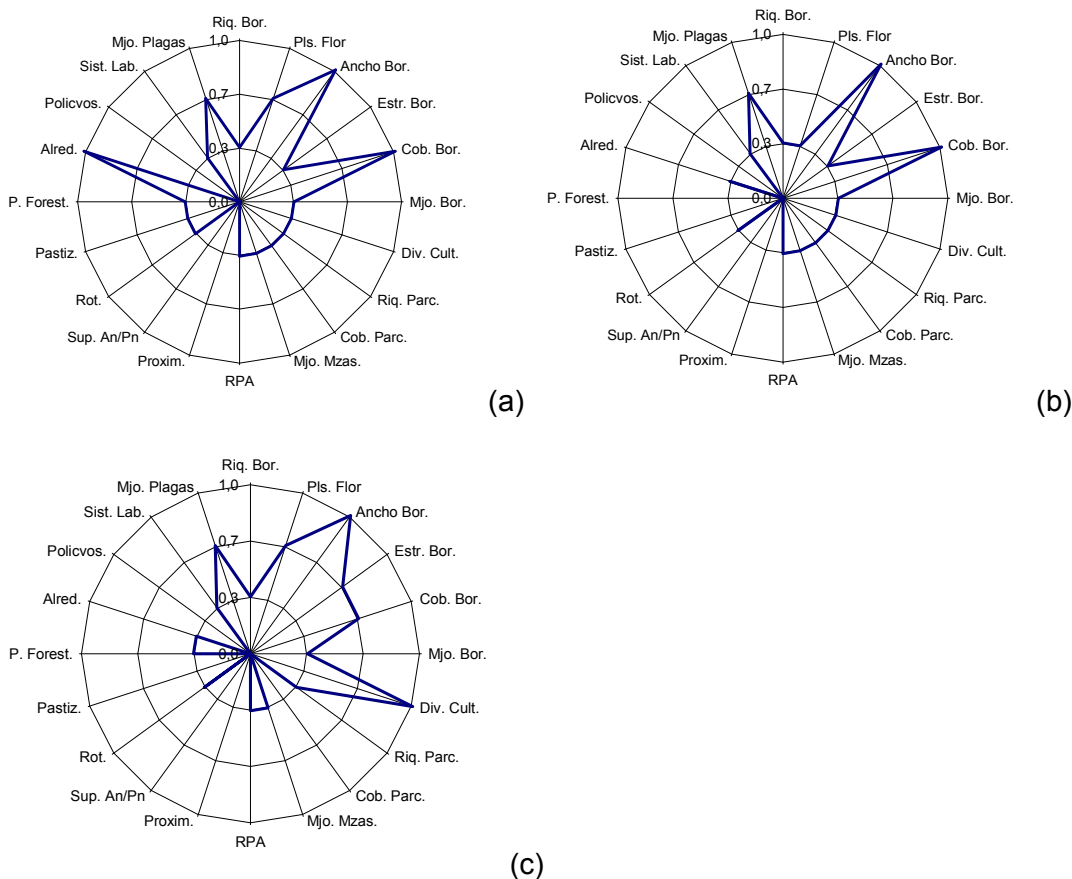 Riq. Bor.
Pls. Flor
Ancho Bor.
Estr. Bor.
Cob. Bor.
Mjo. Bor.
Div. Cult.
Riq. Parc.
Cob. Parc.
Mjo. Mzas.
RPA
Proxim.
Sup. An/Pn
Rot.
Pastiz.
P. Forest.
Alred.
Policvos.
Sist. Lab.
Mjo. Plagas
1,0
0,7
0,3
0,0
(a)
Riq. Bor.
Pls. Flor
Ancho Bor.
Estr. Bor.
Cob. Bor.
Mjo. Bor.
Div. Cult.
Riq. Parc.
Cob. Parc.
Mjo. Mzas.
RPA
Proxim.
Sup. An/Pn
Rot.
Pastiz.
P. Forest.
Alred.
Policvos.
Sist. Lab.
Mjo. Plagas
1,0
0,7
0,3
0,0
(b)
Riq. Bor.
Pls. Flor
Ancho Bor.
Estr. Bor.
Cob. Bor.
Mjo. Bor.
Div. Cult.
Riq. Parc.
Cob. Parc.
Mjo. Mzas.
RPA
Proxim.
Sup. An/Pn
Rot.
Pastiz.
P. Forest.
Alred.
Policvos.
Sist. Lab.
Mjo. Plagas
1,0
0,7
0,3
0,0
(c)